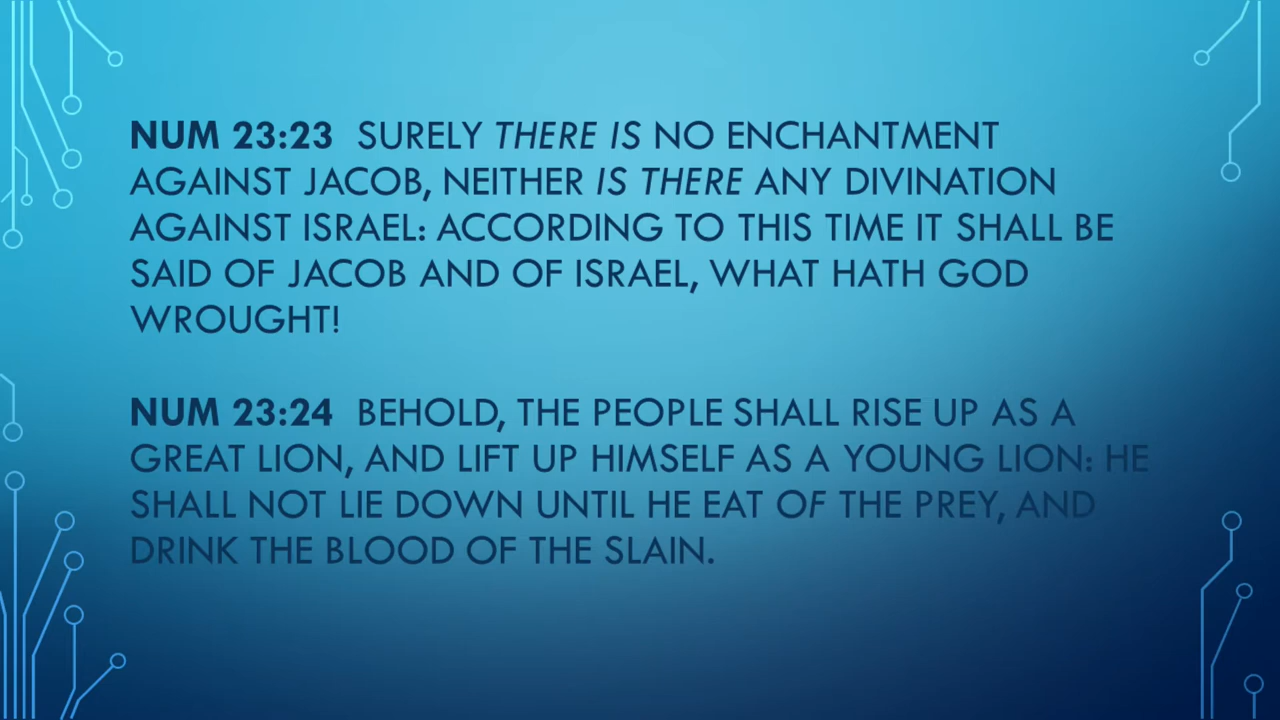 NUM 23:23 SURELY THERE IS NO ENCHANTMENT
AGAINST JACOB, NEITHER IS THERE ANY DIVINATION
AGAINST ISRAEL: ACCORDING TO THIS TIME IT SHALL BE
SAID OF JACOB AND OF ISRAEL, WHAT HATH GOD
WROUGHT!
NUM 23:24 BEHOLD, THE PEOPLE SHALL RISE UP AS A
GREAT LION, AND LIFT UP HIMSELF AS A YOUNG LION: HE
SHALL NOT LIE DOWN UNTIL HE EAT OF THE PREY, AND
DRINK THE BLOOD OF THE SLAIN.